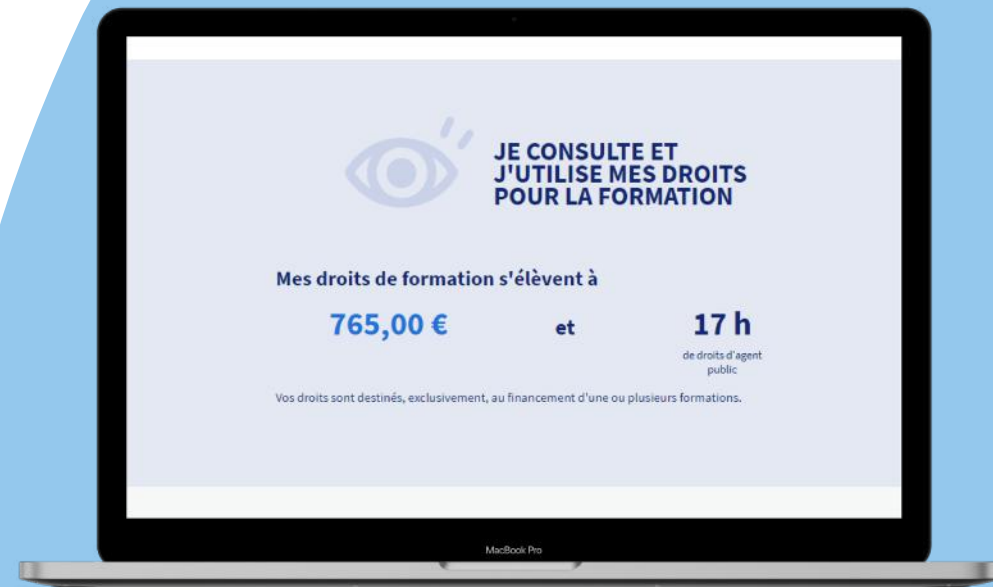 JE CONSULTE ET
J'UTILISE MES DROITS
POUR LA FORMATION
Mes droits de formation s'élèvent à
765,00 € et 17 h
de droits d'agent
public
Vos droits sont destinés, exclusivement, au financement d'une ou plusieurs formations.
MacBook Pro